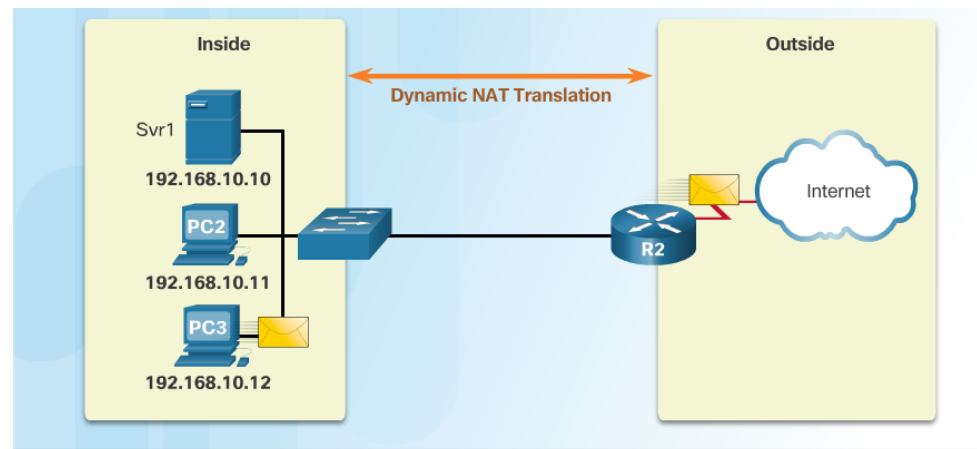 Inside
Outside
Dynamic NAT Translation
Svr1
192.168.10.10
PC2
192.168.10.11
PC3
192.168.10.12
R2
Internet